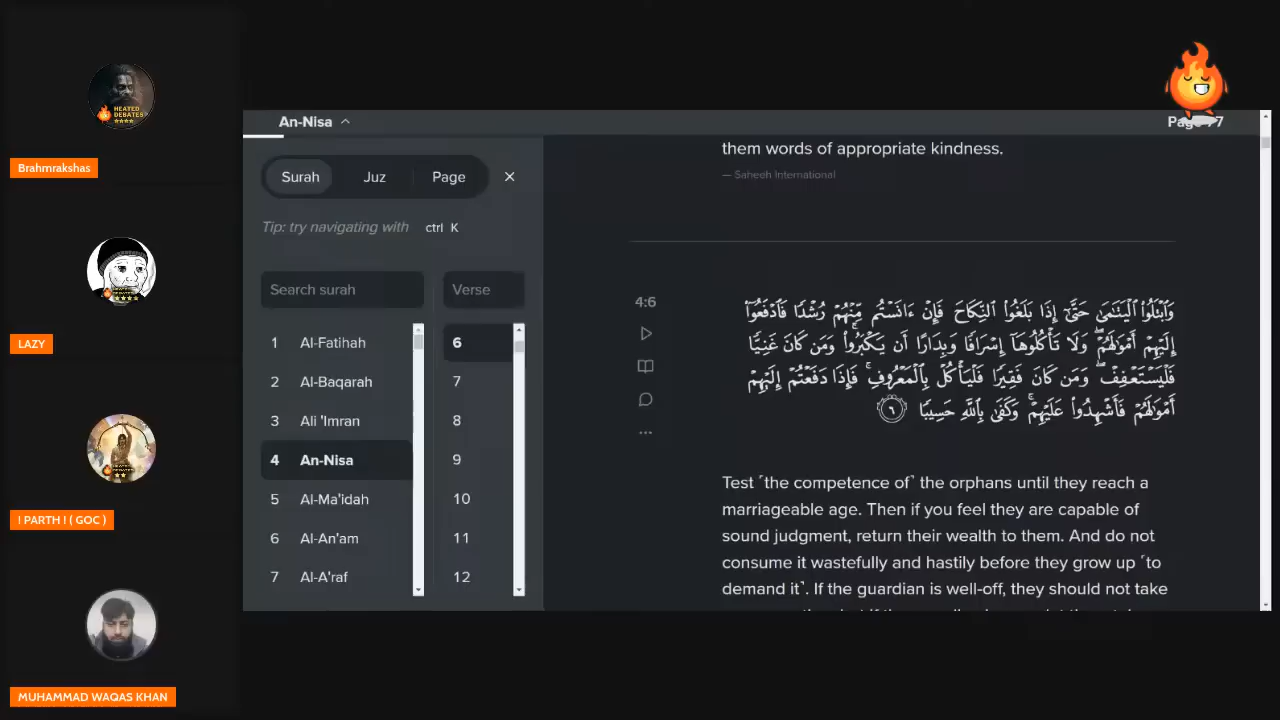 HEATED
DEBATES
Brahmrakshas
LAZY
HEATED
DEBATES
! PARTH ! ( GOC )
MUHAMMAD WAQAS KHAN
An-Nisa
Surah Juz Page
Tip: try navigating with ctrl K
Search surah Verse
1 Al-Fatihah 6
2 Al-Baqarah 7
3 Ali 'Imran 8
4 An-Nisa 9
5 Al-Ma'idah 10
6 Al-An'am 11
7 Al-A'raf 12
them words of appropriate kindness.
— Saheeh International
4:6
وَٱبْتَلُوا۟ ٱلْيَتَـٰمَىٰ حَتَّىٰٓ إِذَا بَلَغُوا۟ ٱلنِّكَاحَ فَإِنْ ءَانَسْتُم مِّنْهُمْ رُشْدًا فَٱدْفَعُوٓا۟
إِلَيْهِمْ أَمْوَٰلَهُمْ ۖ وَلَا تَأْكُلُوهَآ إِسْرَافًا وَبِدَارًا أَن يَكْبَرُوا۟ ۚ وَمَن كَانَ غَنِيًّا
فَلْيَسْتَعْفِفْ ۖ وَمَن كَانَ فَقِيرًا فَلْيَأْكُلْ بِٱلْمَعْرُوفِ ۚ فَإِذَا دَفَعْتُمْ إِلَيْهِمْ
أَمْوَٰلَهُمْ فَأَشْهِدُوا۟ عَلَيْهِمْ ۚ وَكَفَىٰ بِٱللَّهِ حَسِيبًا ٦
Test ˹the competence of˺ the orphans until they reach a
marriageable age. Then if you feel they are capable of
sound judgment, return their wealth to them. And do not
consume it wastefully and hastily before they grow up ˹to
demand it˺. If the guardian is well-off, they should not take